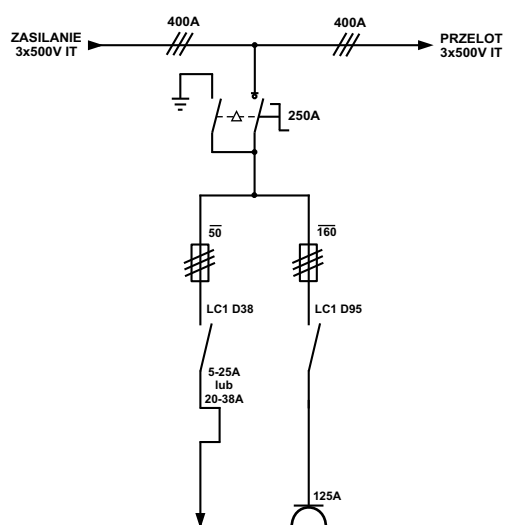 400A
400A
ZASILANIE
3x500V IT
PRZELOT
3x500V IT
250A
50
160
LC1 D38
LC1 D95
5-25A
lub
20-38A
125A